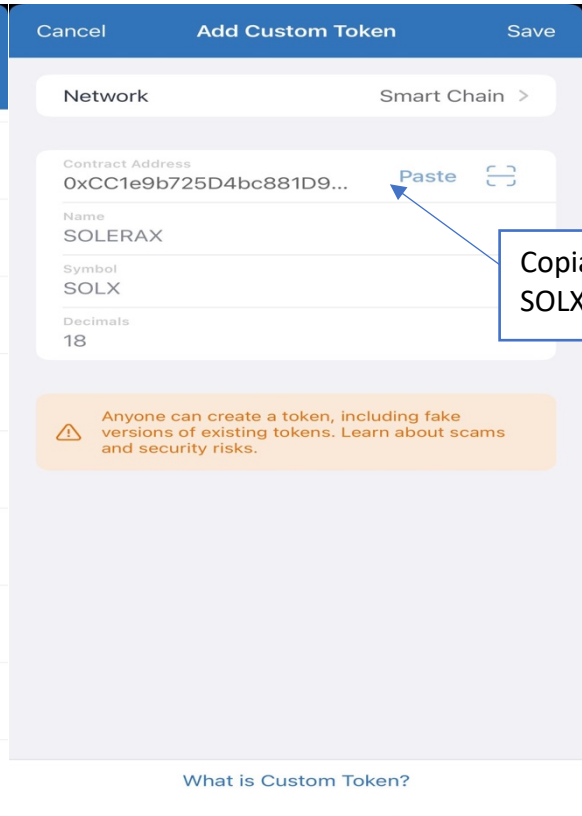 Cancel Add Custom Token Save
Network Smart Chain >
Contract Address
0xCC1e9b725D4bc881D9... Paste
Name
SOLERAX
Symbol
SOLX
Decimals
18
Copia
SOLX
Anyone can create a token, including fake
versions of existing tokens. Learn about scams
and security risks.
What is Custom Token?